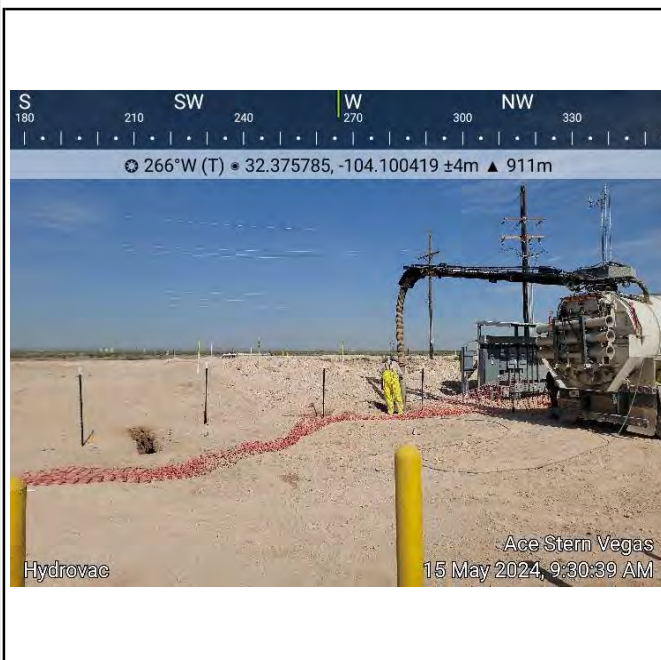 S SW W NW
180 210 240 270 300 330
266°W (T) ● 32.375785, -104.100419 ±4m ▲ 911m
Ace Stern Vegas
Hydrovac 15 May 2024, 9:30:39 AM